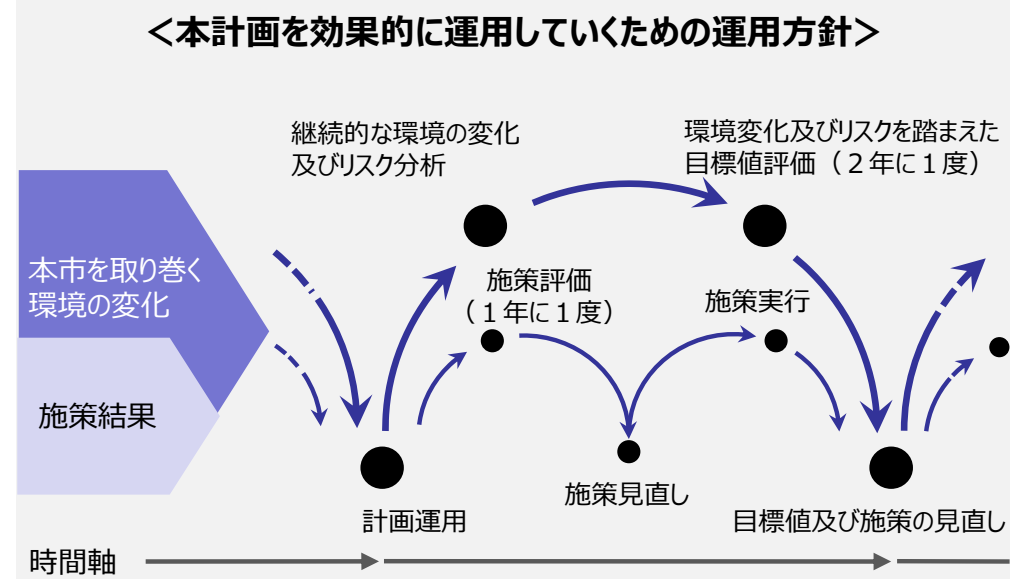 ＜本計画を効果的に運用していくための運用方針＞
継続的な環境の変化
及びリスク分析
環境変化及びリスクを踏まえた
目標値評価（２年に１度）
本市を取り巻く
環境の変化
施策評価
（１年に１度）
施策実行
施策結果
施策見直し
計画運用
目標値及び施策の見直し
時間軸